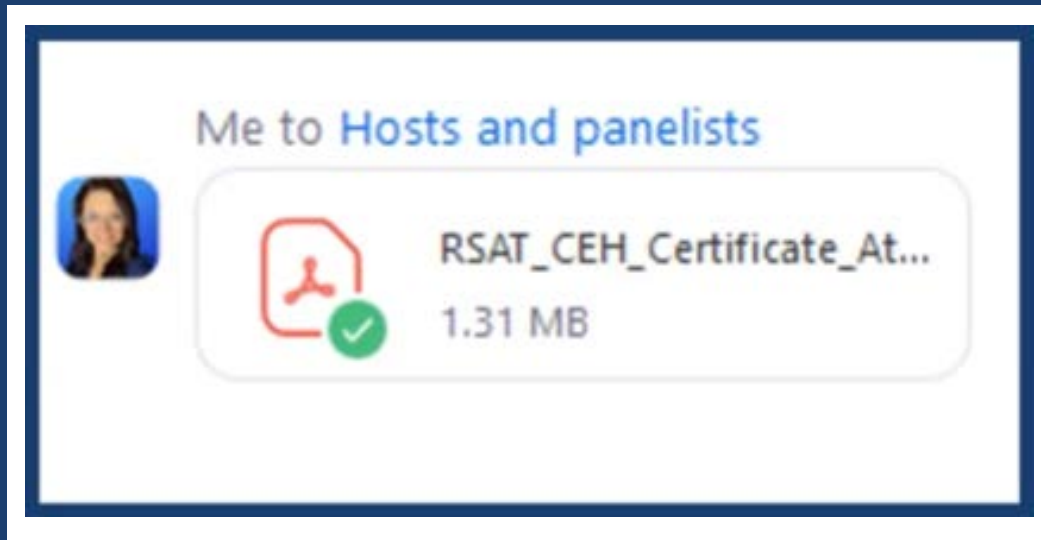 Me to Hosts and panelists
RSAT_CEH_Certificate_At...
1.31 MB